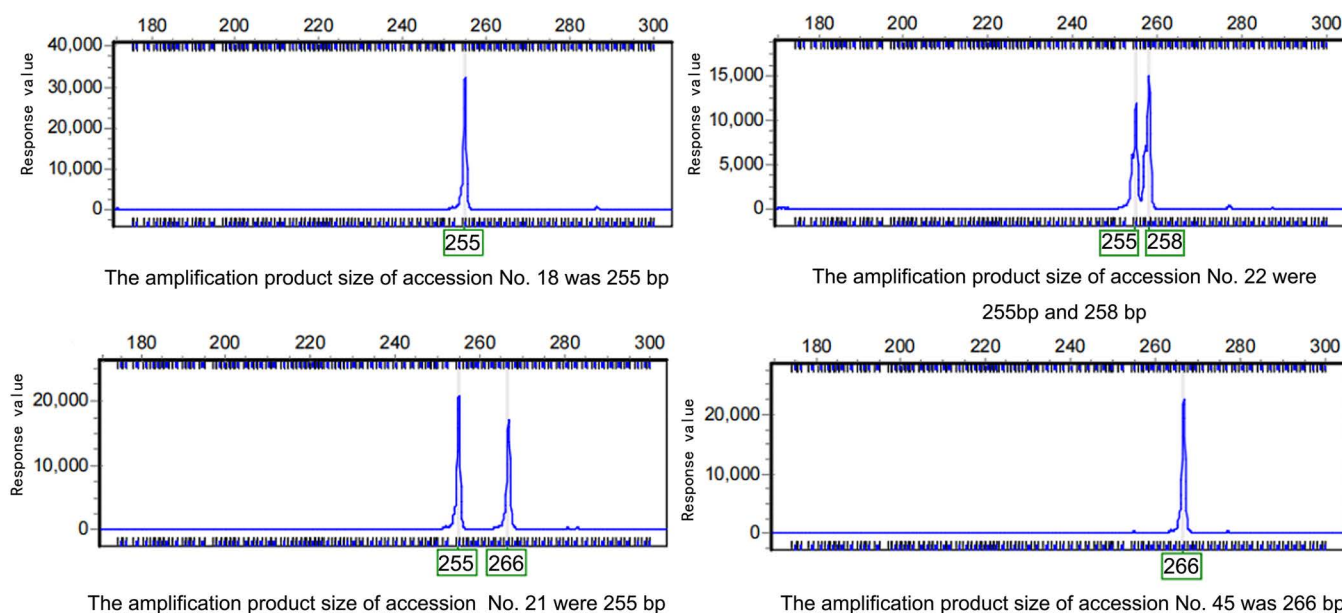 180 200 220 240 260 280 300
40,000
30,000
20,000
10,000
0
Response value
255
The amplification product size of accession No. 18 was 255 bp
180 200 220 240 260 280 300
15,000
10,000
5,000
0
Response value
255 258
The amplification product size of accession No. 22 were
255bp and 258 bp
180 200 220 240 260 280 300
20,000
10,000
0
Response value
255 266
The amplification product size of accession No. 21 were 255 bp
180 200 220 240 260 280 300
20,000
10,000
0
Response value
266
The amplification product size of accession No. 45 was 266 bp